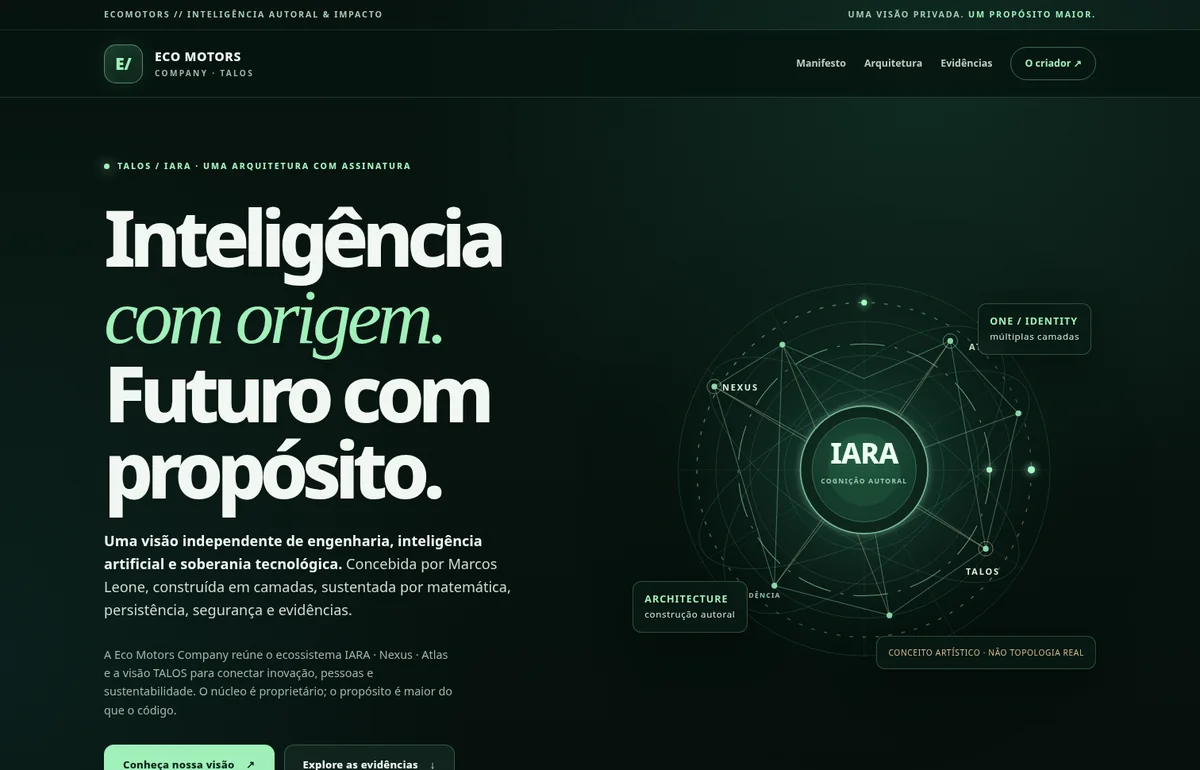 ECOMOTORS // INTELIGÊNCIA AUTORAL & IMPACTO
UMA VISÃO PRIVADA. UM PROPÓSITO MAIOR.
E/
ECO MOTORS
COMPANY · TALOS
Manifesto
Arquitetura
Evidências
O criador ↗
TALOS / IARA · UMA ARQUITETURA COM ASSINATURA
Inteligência
com origem.
Futuro com
propósito.
Uma visão independente de engenharia, inteligência
artificial e soberania tecnológica. Concebida por Marcos
Leone, construída em camadas, sustentada por matemática,
persistência, segurança e evidências.
A Eco Motors Company reúne o ecossistema IARA · Nexus · Atlas
e a visão TALOS para conectar inovação, pessoas e
sustentabilidade. O núcleo é proprietário; o propósito é maior do
que o código.
Conheça nossa visão ↗
Explore as evidências ↓
ONE / IDENTITY
múltiplas camadas
NEXUS
IARA
COGNIÇÃO AUTORAL
TALOS
ARCHITECTURE
construção autoral
CONCEITO ARTÍSTICO · NÃO TOPOLOGIA REAL